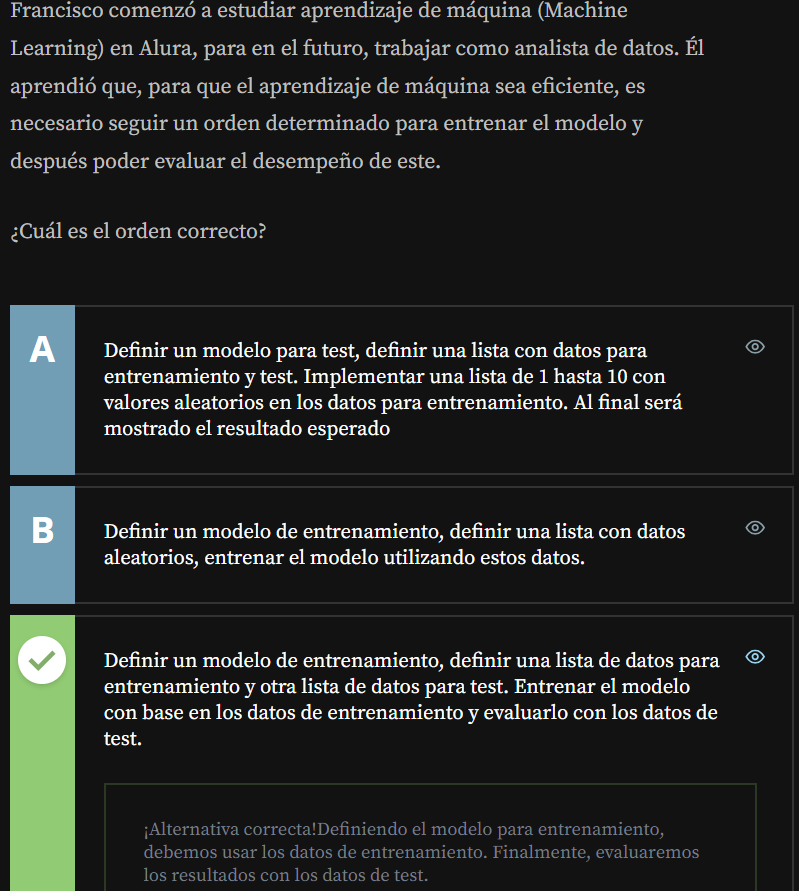 Francisco comenzó a estudiar aprendizaje de máquina (Machine
Learning) en Alura, para en el futuro, trabajar como analista de datos. Él
aprendió que, para que el aprendizaje de máquina sea eficiente, es
necesario seguir un orden determinado para entrenar el modelo y
después poder evaluar el desempeño de este.
¿Cuál es el orden correcto?
A
Definir un modelo para test, definir una lista con datos para
entrenamiento y test. Implementar una lista de 1 hasta 10 con
valores aleatorios en los datos para entrenamiento. Al final será
mostrado el resultado esperado
B
Definir un modelo de entrenamiento, definir una lista con datos
aleatorios, entrenar el modelo utilizando estos datos.
Definir un modelo de entrenamiento, definir una lista de datos para
entrenamiento y otra lista de datos para test. Entrenar el modelo
con base en los datos de entrenamiento y evaluarlo con los datos de
test.
¡Alternativa correcta!Definiendo el modelo para entrenamiento,
debemos usar los datos de entrenamiento. Finalmente, evaluaremos
los resultados con los datos de test.